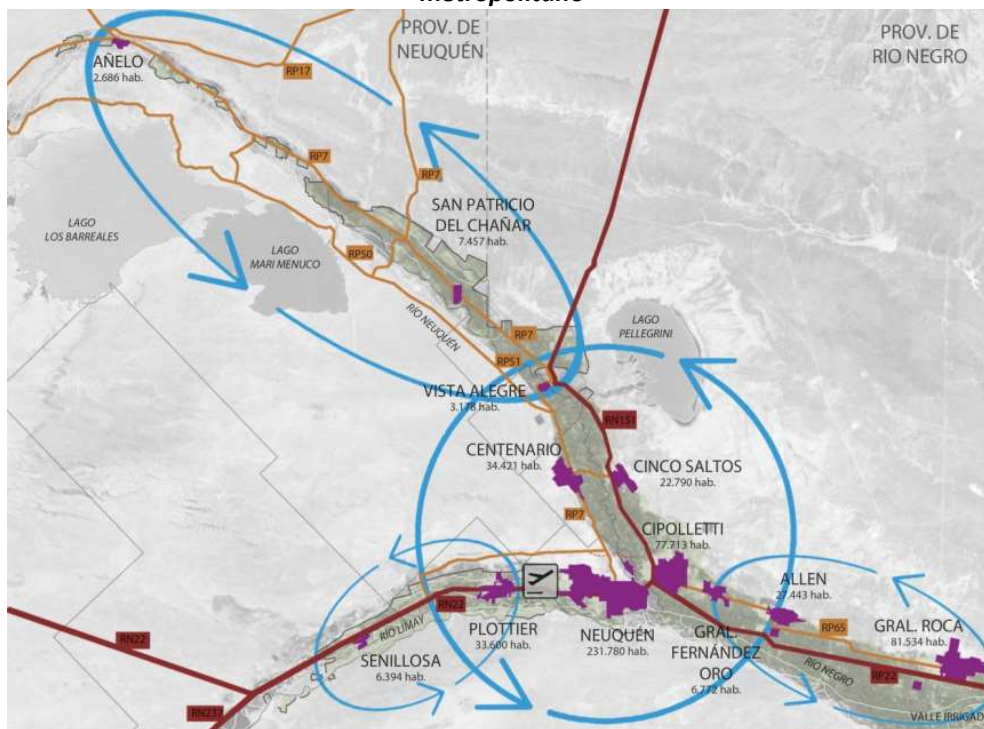 metropolitano
PROV. DE
NEUQUÉN
PROV. DE
RIO NEGRO
AÑELO
2.686 hab.
RP17
RP7
RP7
SAN PATRICIO
DEL CHAÑAR
7.457 hab.
LAGO
LOS BARREALES
LAGO
MARI MENUCO
RP50
RÍO NEUQUÉN
RP7
RP51
LAGO
PELLEGRINI
VISTA ALEGRE
3.178 hab.
RN151
CENTENARIO
34.421 hab.
CINCO SALTOS
22.790 hab.
RP7
CIPOLLETTI
77.713 hab.
ALLEN
27.443 hab.
RN22
RN22
RÍO LIMAY
PLOTTIER
33.600 hab.
NEUQUÉN
231.780 hab.
GRAL.
FERNÁNDEZ
ORO
6.772 hab.
RP65
GRAL. ROCA
81.534 hab.
SENILLOSA
6.394 hab.
RÍO NEGRO
RP22
RN237
VALLE IRRIGAD